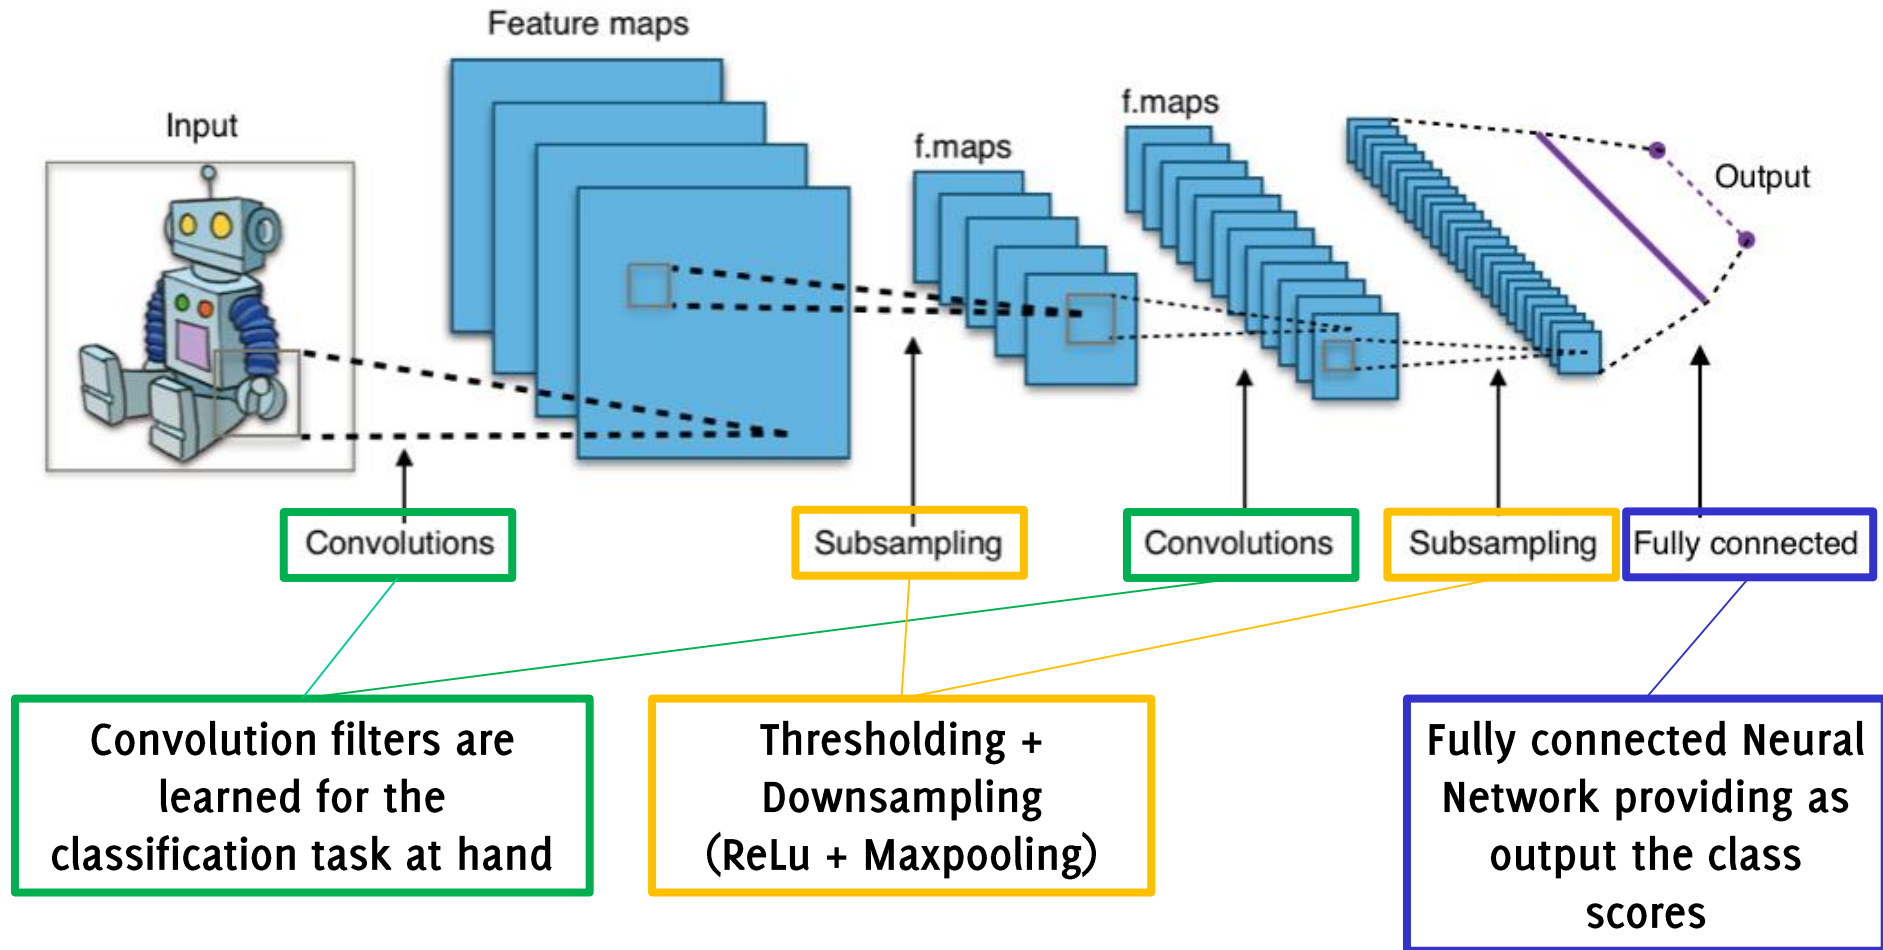 Feature maps
f.maps
Input
f.maps
Output
Convolutions
Subsampling
Convolutions
Subsampling
Fully connected
Convolution filters are
learned for the
classification task at hand
Thresholding +
Downsampling
(ReLu + Maxpooling)
Fully connected Neural
Network providing as
output the class
scores